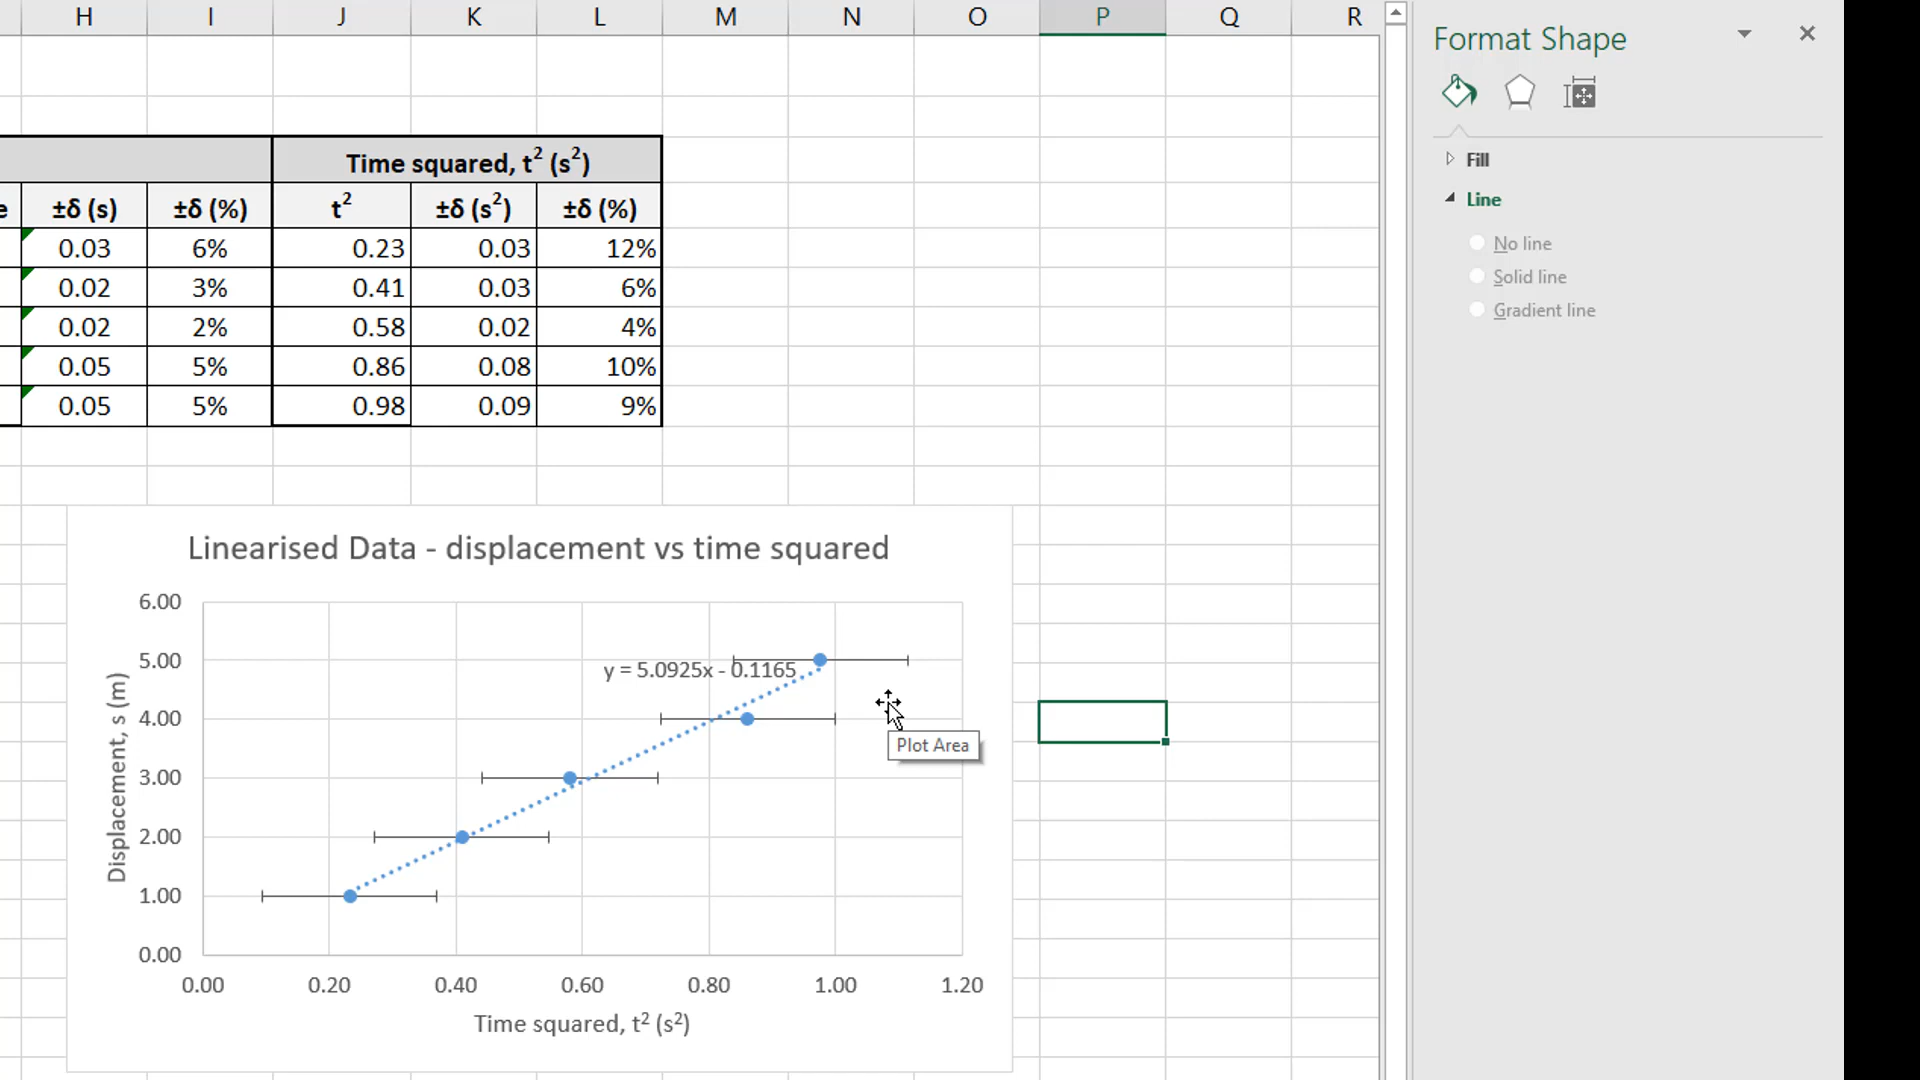 H I J K L M N O P Q R
Format Shape
Fill
Line
No line
Solid line
Gradient line
Time squared, t² (s²)
e ±δ (s) ±δ (%) t² ±δ (s²) ±δ (%)
0.03 6% 0.23 0.03 12%
0.02 3% 0.41 0.03 6%
0.02 2% 0.58 0.02 4%
0.05 5% 0.86 0.08 10%
0.05 5% 0.98 0.09 9%
Linearised Data - displacement vs time squared
6.00
5.00
4.00
3.00
2.00
1.00
0.00
Displacement, s (m)
y = 5.0925x - 0.1165
Plot Area
0.00 0.20 0.40 0.60 0.80 1.00 1.20
Time squared, t² (s²)